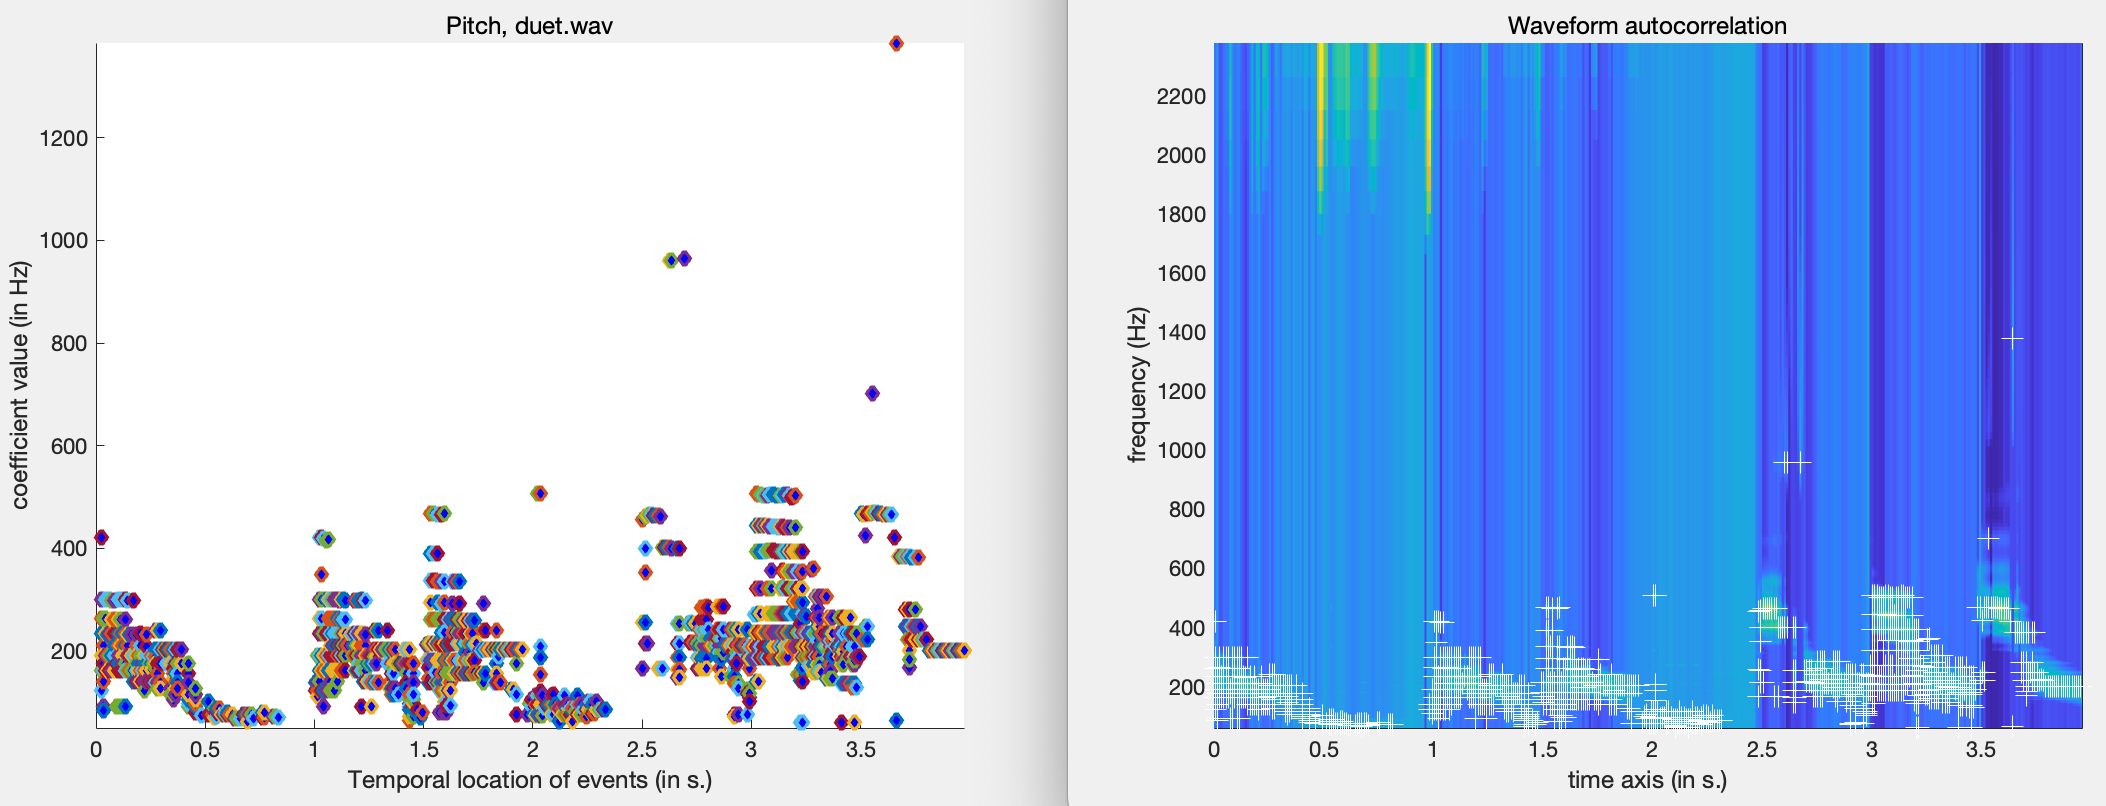 Pitch, duet.wav
1200
1000
800
600
400
200
coefficient value (in Hz)
0 0.5 1 1.5 2 2.5 3 3.5
Temporal location of events (in s.)
Waveform autocorrelation
2200
2000
1800
1600
1400
1200
1000
800
600
400
200
frequency (Hz)
0 0.5 1 1.5 2 2.5 3 3.5
time axis (in s.)